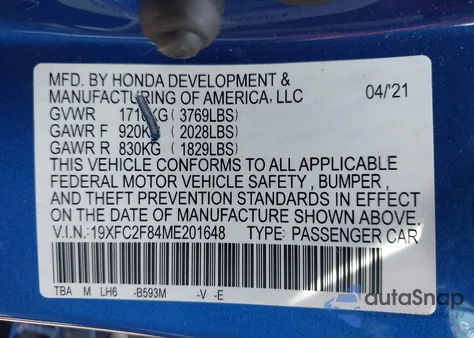 MFD. BY HONDA DEVELOPMENT &
MANUFACTURING OF AMERICA, LLC 04/'21
GVWR (3769LBS)
GAWR F (2028LBS)
GAWR R 830KG (1829LBS)
THIS VEHICLE CONFORMS TO ALL APPLICABLE
FEDERAL MOTOR VEHICLE SAFETY , BUMPER ,
AND THEFT PREVENTION STANDARDS IN EFFECT
ON THE DATE OF MANUFACTURE SHOWN ABOVE.
V.I.N.:19XFC2F84ME201648 TYPE: PASSENGER CAR
TBA M LH6 -B593M -V -E
autaSnap